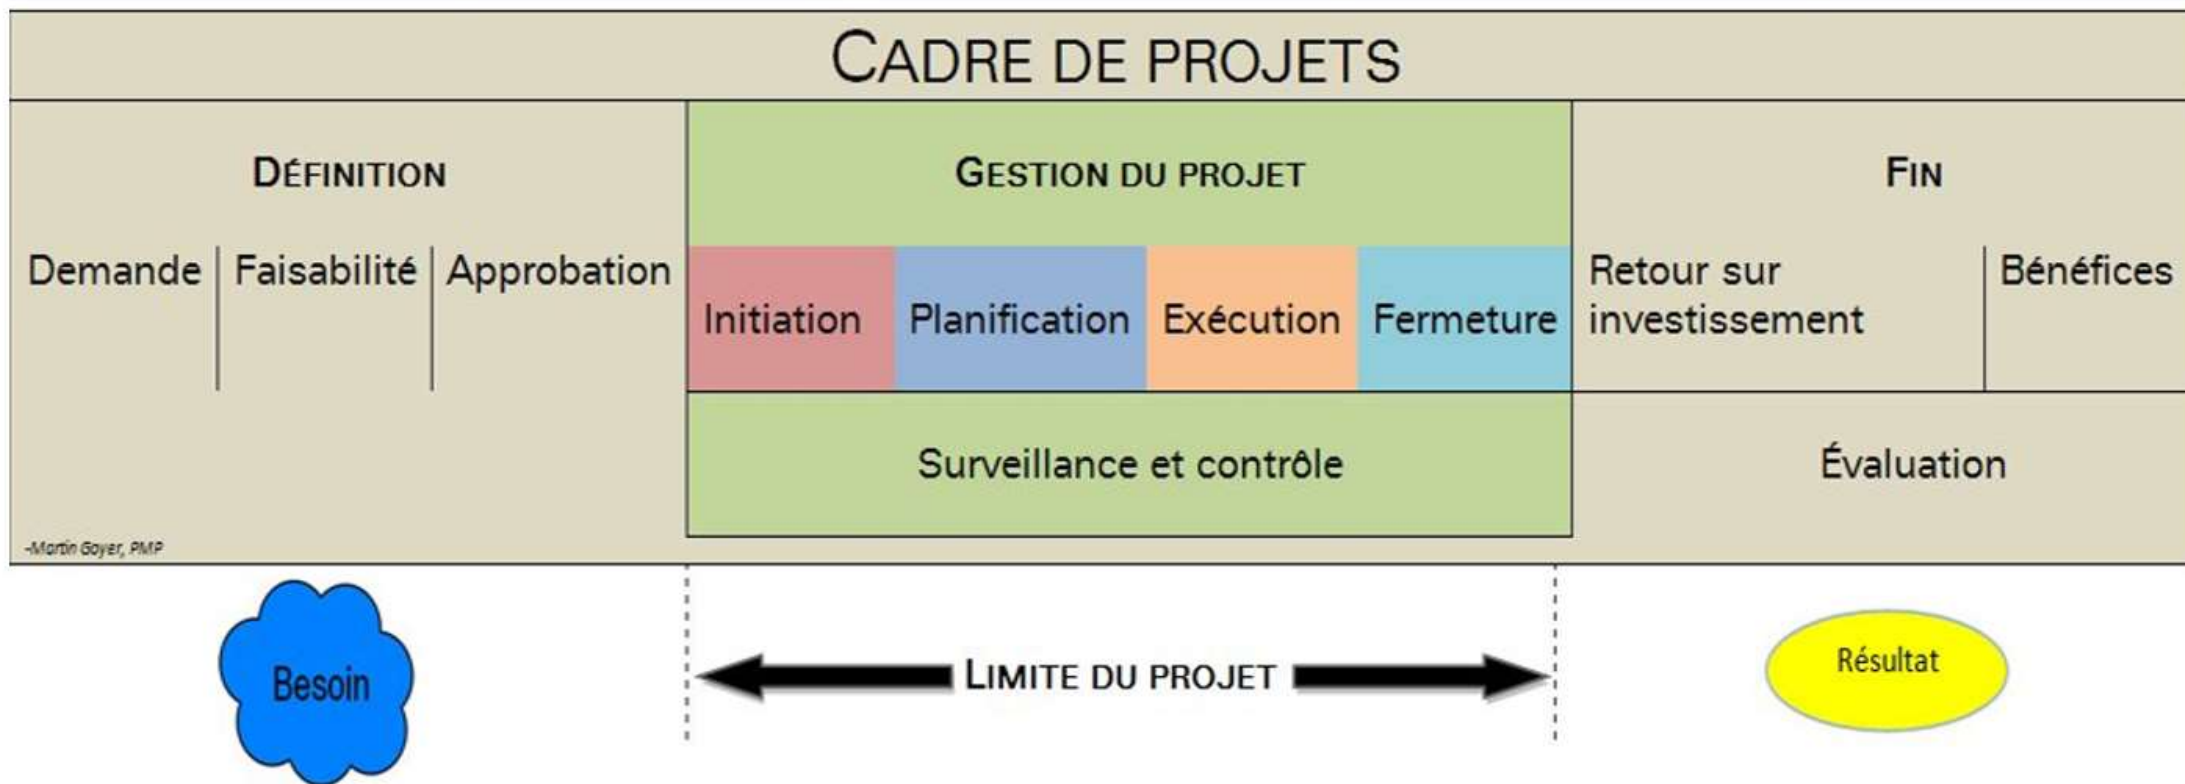 CADRE DE PROJETS
DÉFINITION
GESTION DU PROJET
FIN
Demande
Faisabilité
Approbation
Initiation
Planification
Exécution
Fermeture
Retour sur
investissement
Bénéfices
Surveillance et contrôle
Évaluation
-Martin Goyer, PMP
Besoin
LIMITE DU PROJET
Résultat